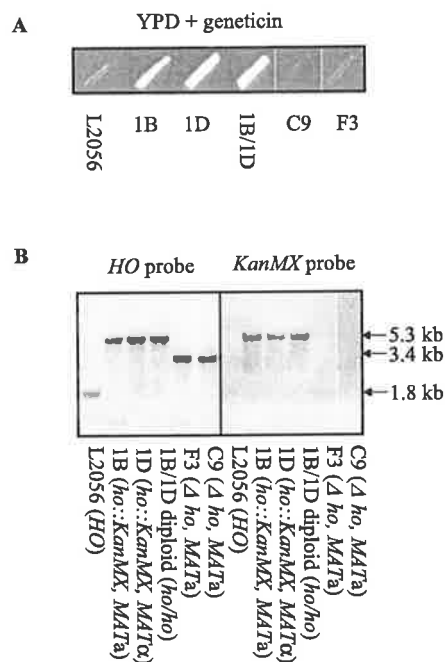 A
YPD + geneticin
L2056
1B
1D
1B/1D
C9
F3
B
HO probe
KanMX probe
5.3 kb
3.4 kb
1.8 kb
L2056 (HO)
1B (ho::KanMX, MATa)
1D (ho::KanMX, MATα)
1B/1D diploid (ho/ho)
F3 (Δ ho, MATa)
C9 (Δ ho, MATa)
L2056 (HO)
1B (ho::KanMX, MATa)
1D (ho::KanMX, MATα)
1B/1D diploid (ho/ho)
F3 (Δ ho, MATa)
C9 (Δ ho, MATa)